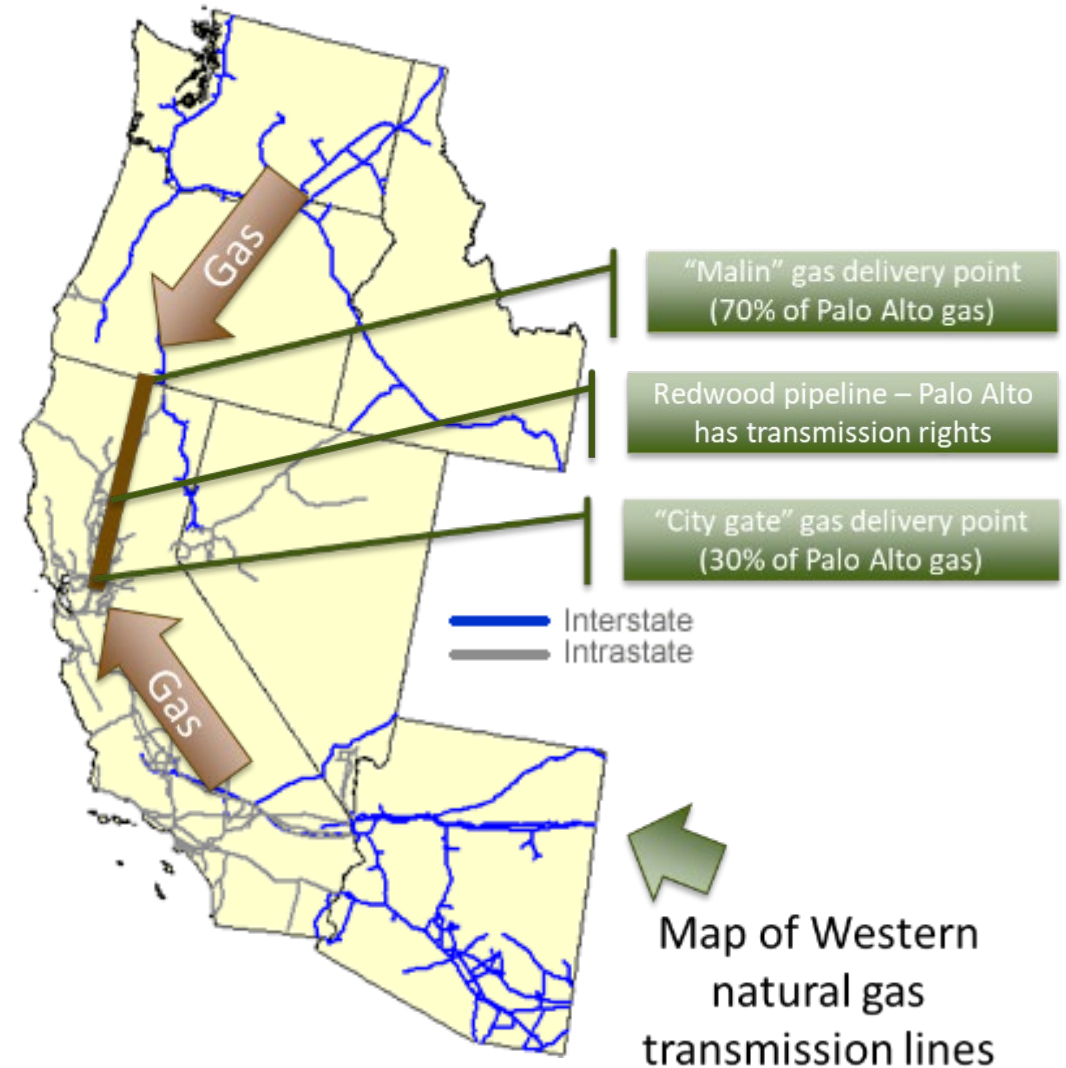 Gas
“Malin” gas delivery point
(70% of Palo Alto gas)
Redwood pipeline – Palo Alto
has transmission rights
“City gate” gas delivery point
(30% of Palo Alto gas)
Interstate
Intrastate
Gas
Map of Western
natural gas
transmission lines